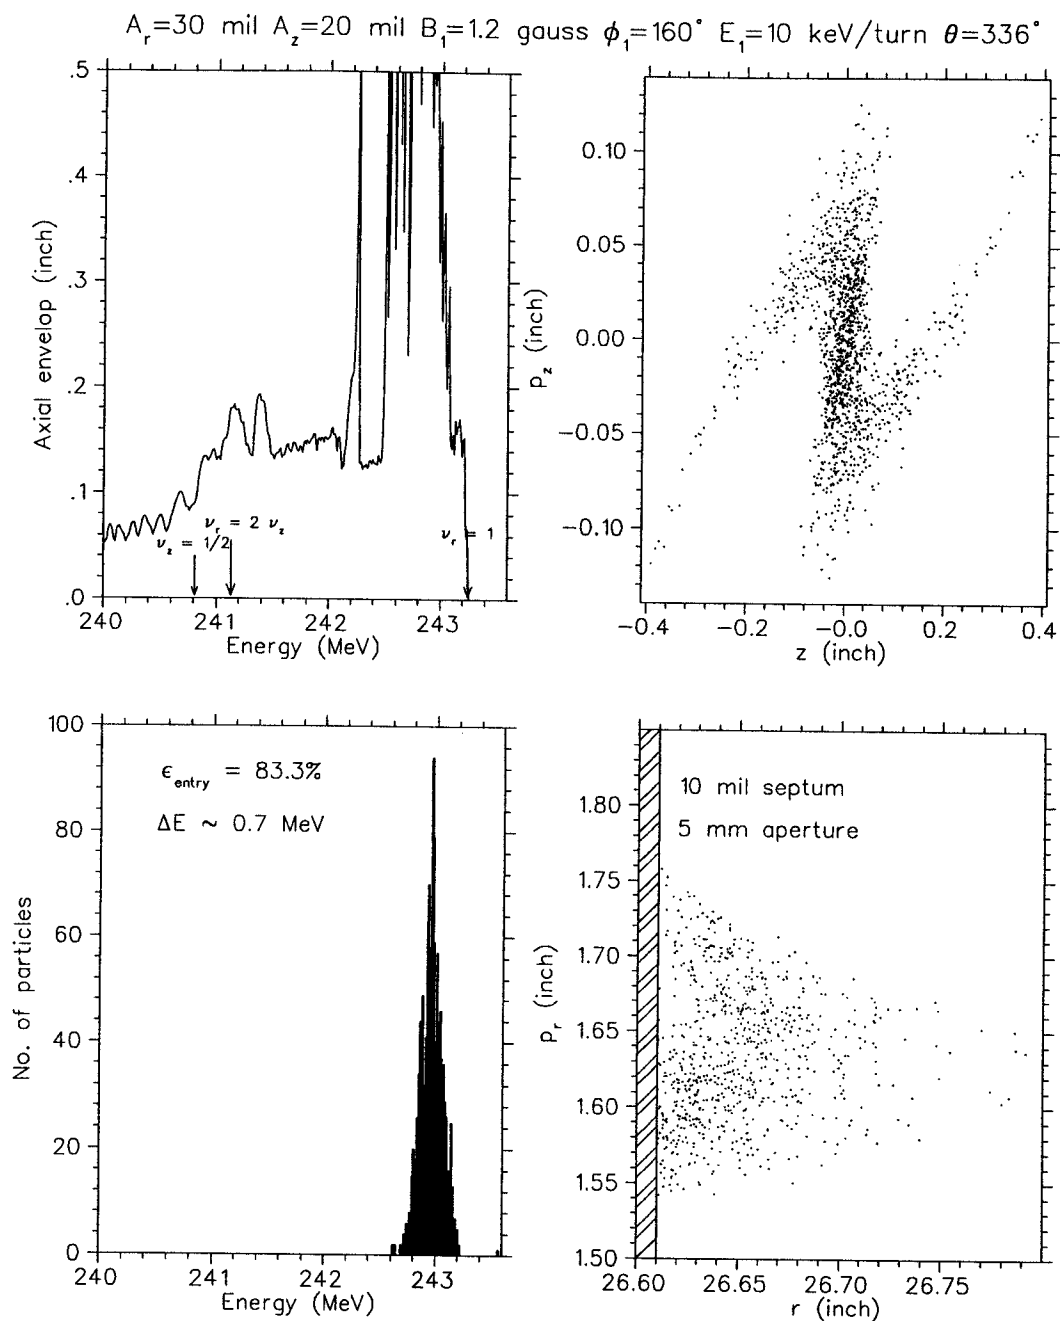 A_r=30 mil A_z=20 mil B_1=1.2 gauss ϕ_1=160° E_1=10 keV/turn θ=336°
.5
.4
.3
.2
.1
.0
Axial envelop (inch)
ν_r = 2 ν_z
ν_z = 1/2
ν_r = 1
240 241 242 243
Energy (MeV)
0.10
0.05
0.00
−0.05
−0.10
p_z (inch)
−0.4 −0.2 −0.0 0.2 0.4
z (inch)
100
80
60
40
20
0
No. of particles
ϵ_entry = 83.3%
ΔE ~ 0.7 MeV
240 241 242 243
Energy (MeV)
1.80
1.75
1.70
1.65
1.60
1.55
1.50
p_r (inch)
10 mil septum
5 mm aperture
26.60 26.65 26.70 26.75
r (inch)